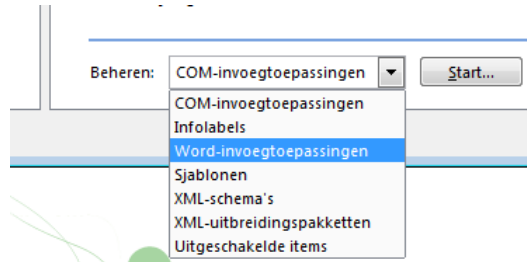 Beheren: COM-invoegtoepassingen Start...
COM-invoegtoepassingen
Infolabels
Word-invoegtoepassingen
Sjablonen
XML-schema's
XML-uitbreidingspakketten
Uitgeschakelde items